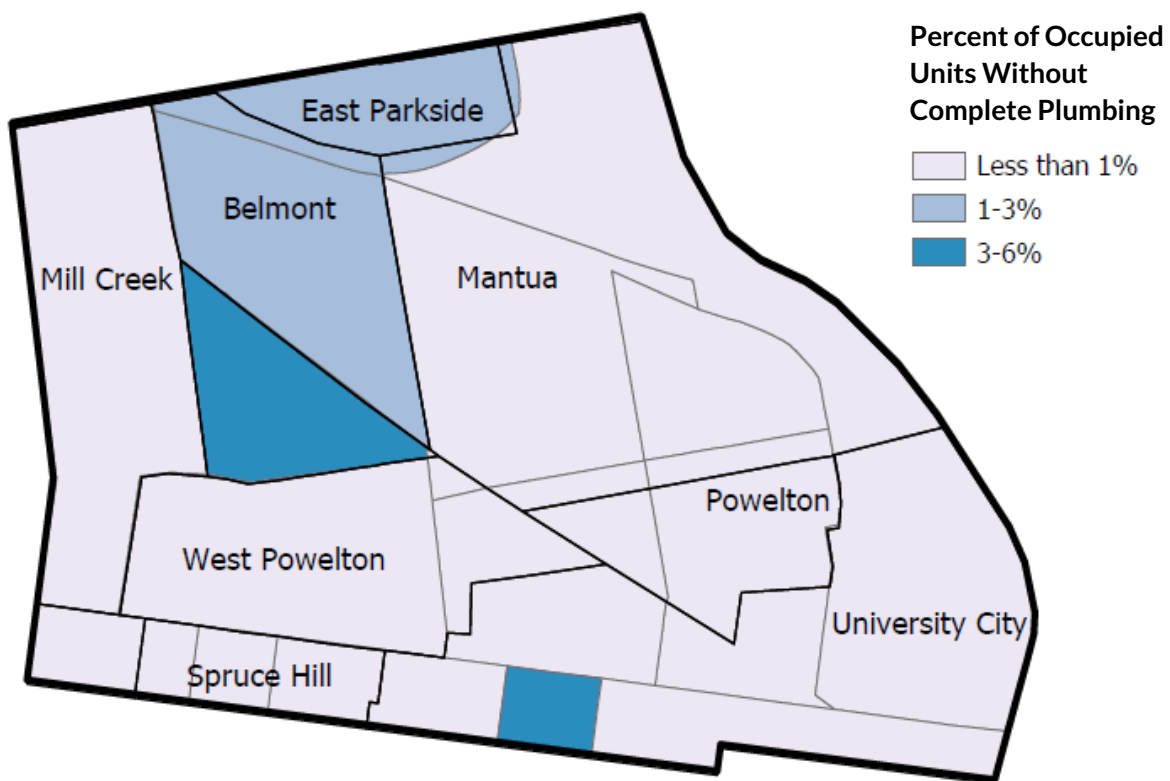 Percent of Occupied
Units Without
Complete Plumbing
Less than 1%
1-3%
3-6%
East Parkside
Belmont
Mill Creek
Mantua
Powelton
West Powelton
University City
Spruce Hill